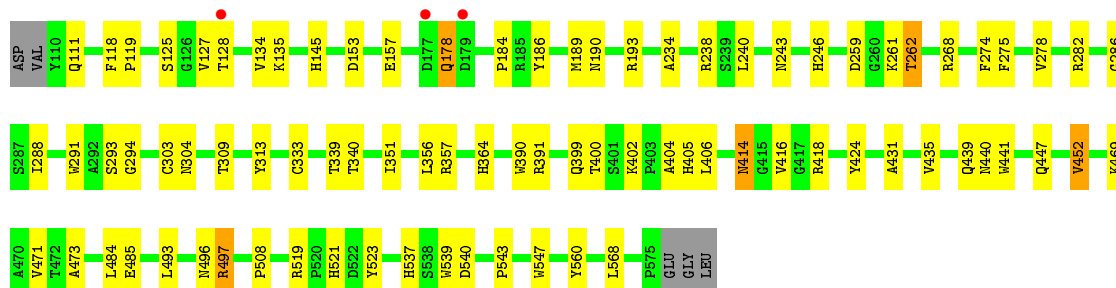 ASP VAL Y110 Q111 F118 P119 S125 G126 V127 T128 V134 K135 H145 D153 E157 D177 Q178 D179 P184 R185 Y186 M189 N190 R193 A234 R238 S239 L240 N243 H246 D259 G260 K261 T262 R268 F274 F275 V278 R282 G286
S287 I288 W291 A292 S293 G294 C303 N304 T309 Y313 C333 T339 T340 I351 L356 R357 H364 W390 R391 Q399 T400 S401 K402 P403 A404 H405 L406 N414 G415 V416 G417 R418 Y424 A431 V435 Q439 N440 W441 Q447 V452 K469
A470 V471 T472 A473 L484 E485 L493 N496 R497 P508 R519 P520 H521 D522 Y523 H537 S538 W539 D540 P543 W547 Y560 L568 P575 GLU GLY LEU